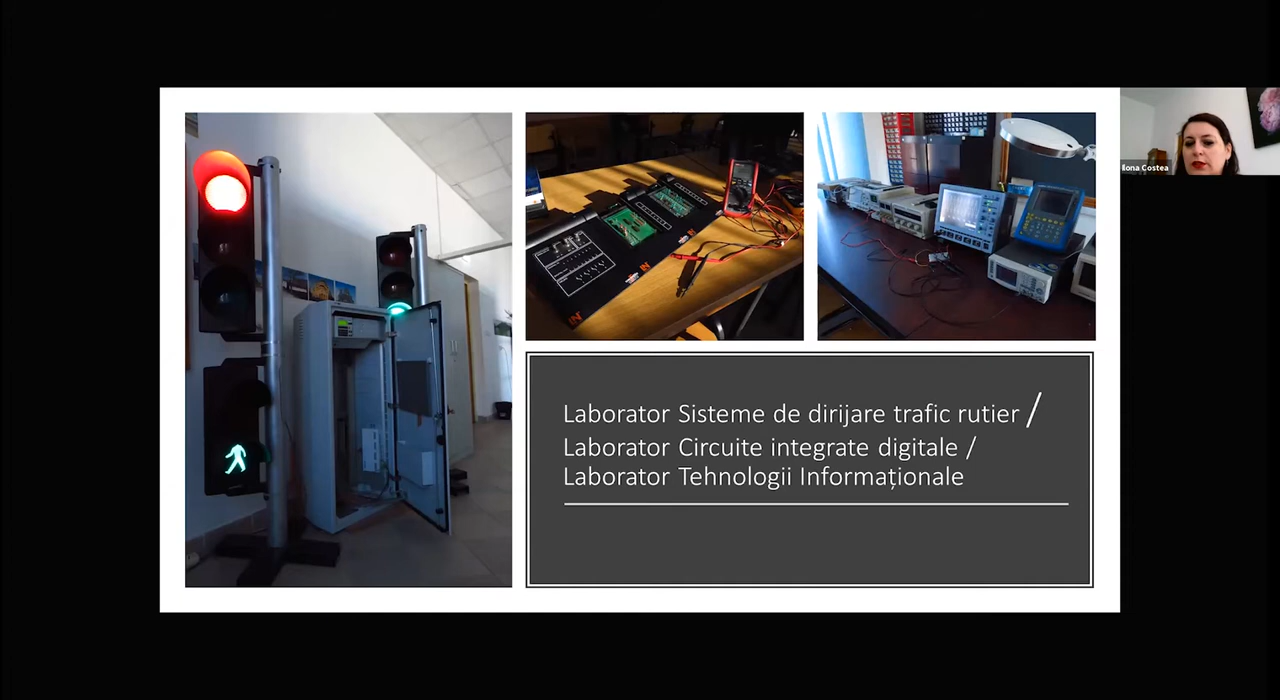 Laborator Sisteme de dirijare trafic rutier /
Laborator Circuite integrate digitale /
Laborator Tehnologii Informaționale
Ilona Costea